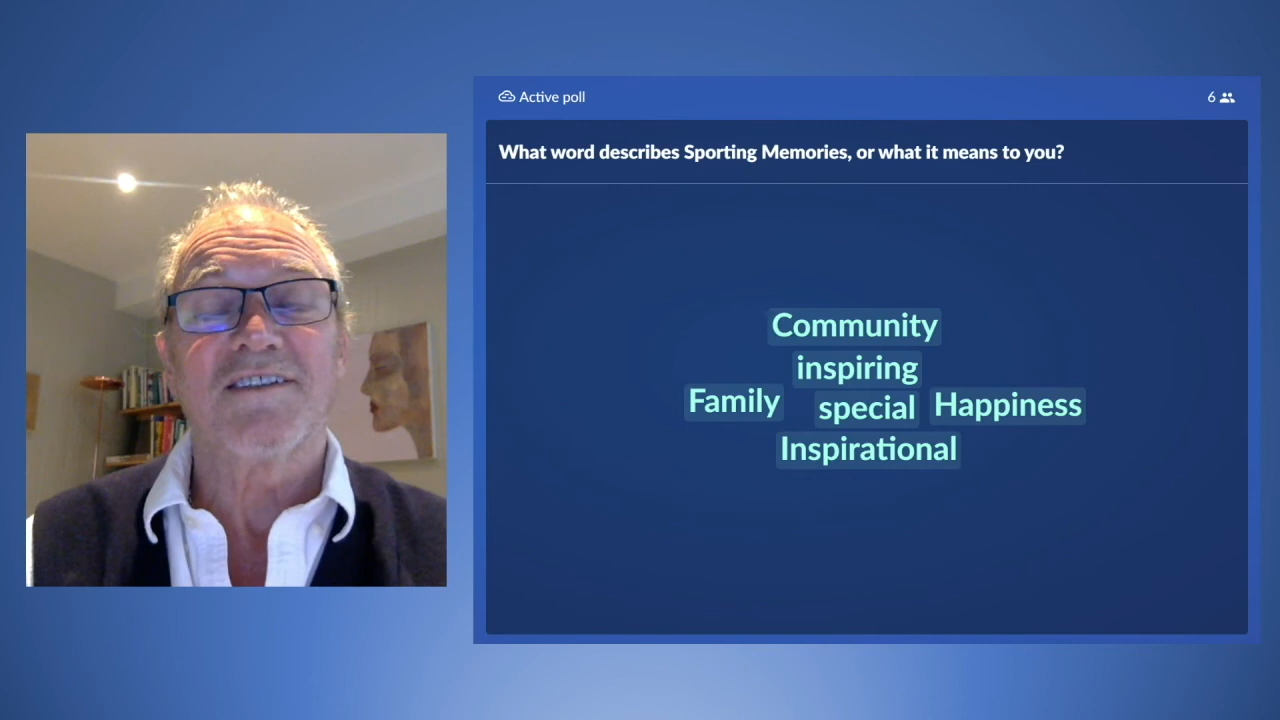 Active poll
6
What word describes Sporting Memories, or what it means to you?
Community
inspiring
Family special Happiness
Inspirational